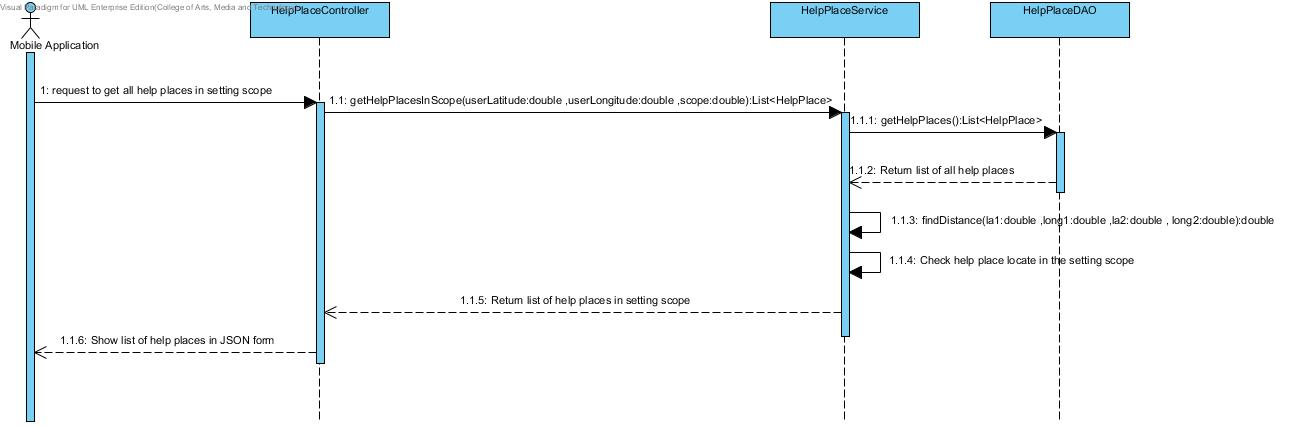 Visual Paradigm for UML Enterprise Edition(College of Arts, Media and
HelpPlaceController
HelpPlaceService
HelpPlaceDAO
Mobile Application
1: request to get all help places in setting scope
1.1: getHelpPlacesInScope(userLatitude:double ,userLongitude:double ,scope:double):List<HelpPlace>
1.1.1: getHelpPlaces():List<HelpPlace>
1.1.2: Return list of all help places
1.1.3: findDistance(la1:double ,long1:double ,la2:double , long2:double):double
1.1.4: Check help place locate in the setting scope
1.1.5: Return list of help places in setting scope
1.1.6: Show list of help places in JSON form